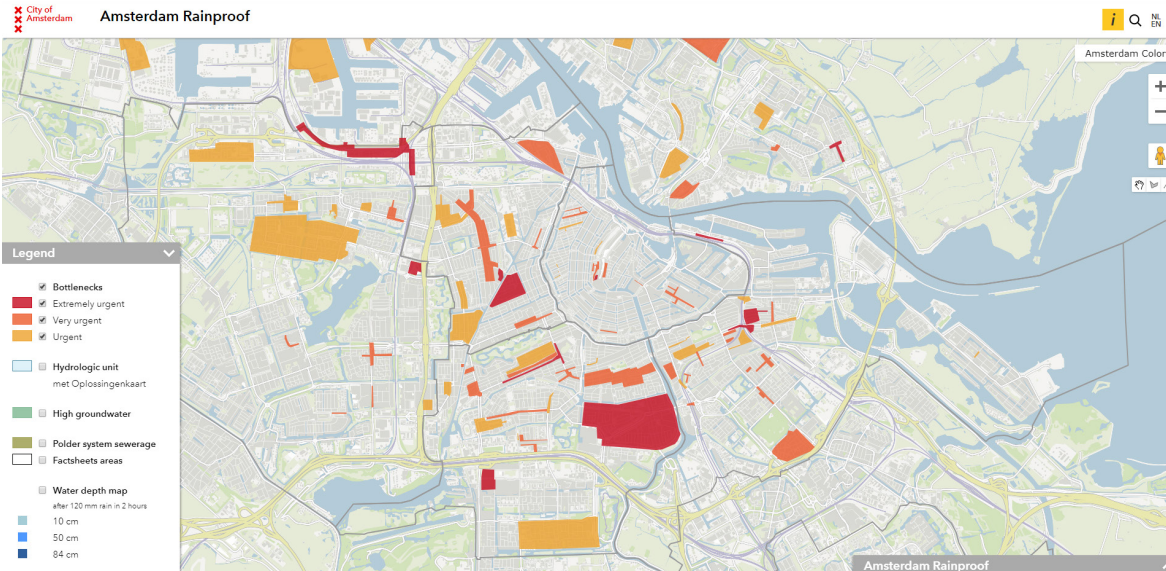 City of
Amsterdam
Amsterdam Rainproof
i
NL
EN
Amsterdam Color
Legend
Bottlenecks
Extremely urgent
Very urgent
Urgent
Hydrologic unit
met Oplossingenkaart
High groundwater
Polder system sewerage
Factsheets areas
Water depth map
after 120 mm rain in 2 hours
10 cm
50 cm
84 cm
Amsterdam Rainproof